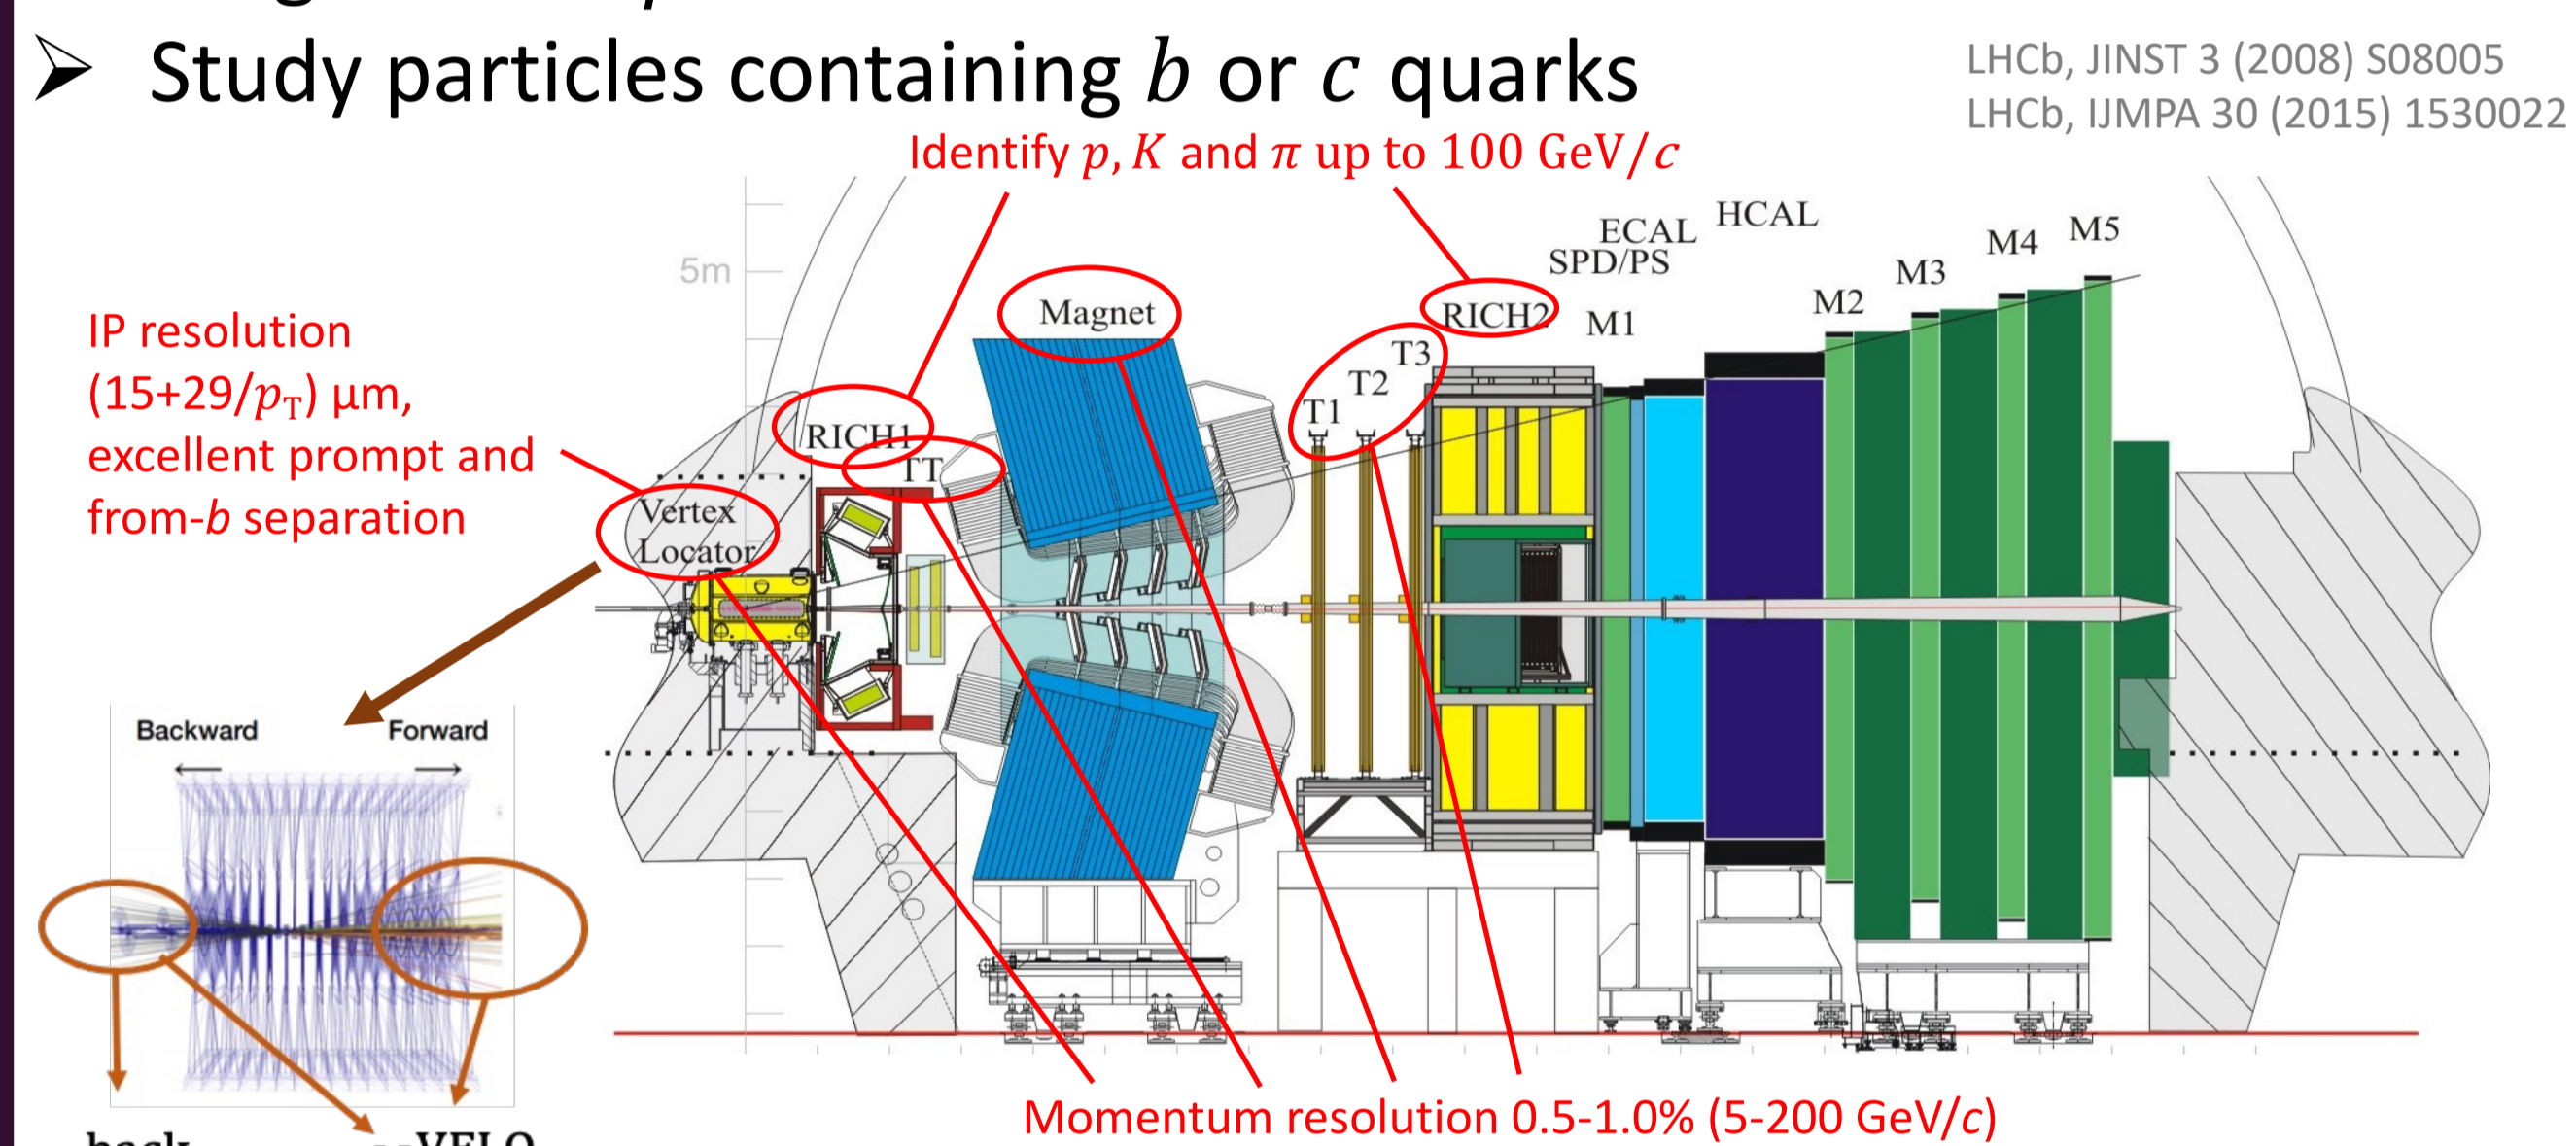 ➢ Study particles containing b or c quarks
LHCb, JINST 3 (2008) S08005
LHCb, IJMPA 30 (2015) 1530022
Identify p, K and π up to 100 GeV/c
HCAL
ECAL
SPD/PS
M5
M4
M3
M2
5m
Magnet
RICH2
M1
IP resolution
(15+29/pT) μm,
excellent prompt and
from-b separation
T3
T2
T1
RICH1
TT
Vertex
Locator
Backward
Forward
Momentum resolution 0.5-1.0% (5-200 GeV/c)